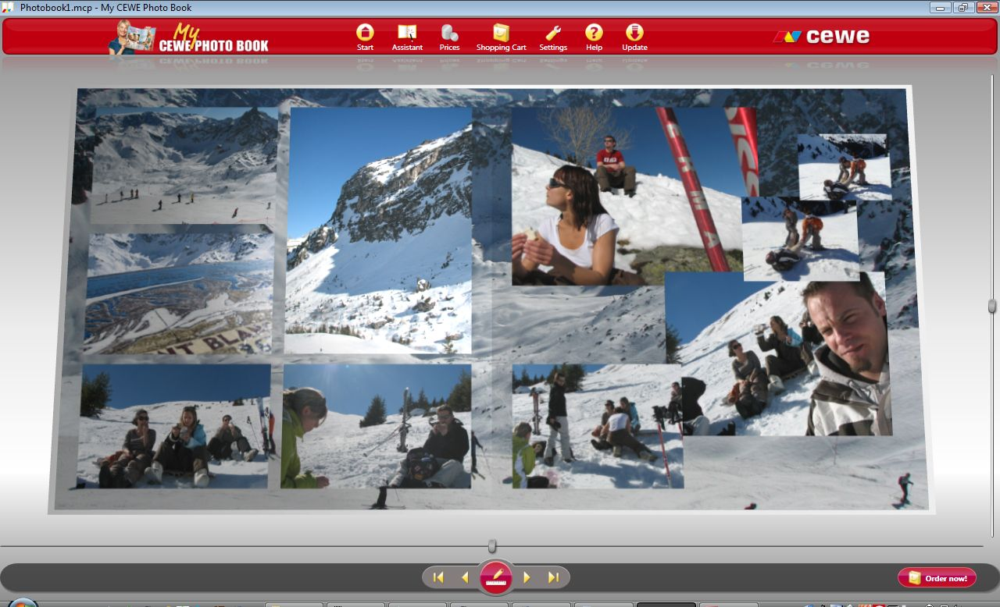 Photobook1.mcp - My CEWE Photo Book
My
CEWE PHOTO BOOK
Start
Assistant
Prices
Shopping Cart
Settings
Help
Update
cewe
Order now!